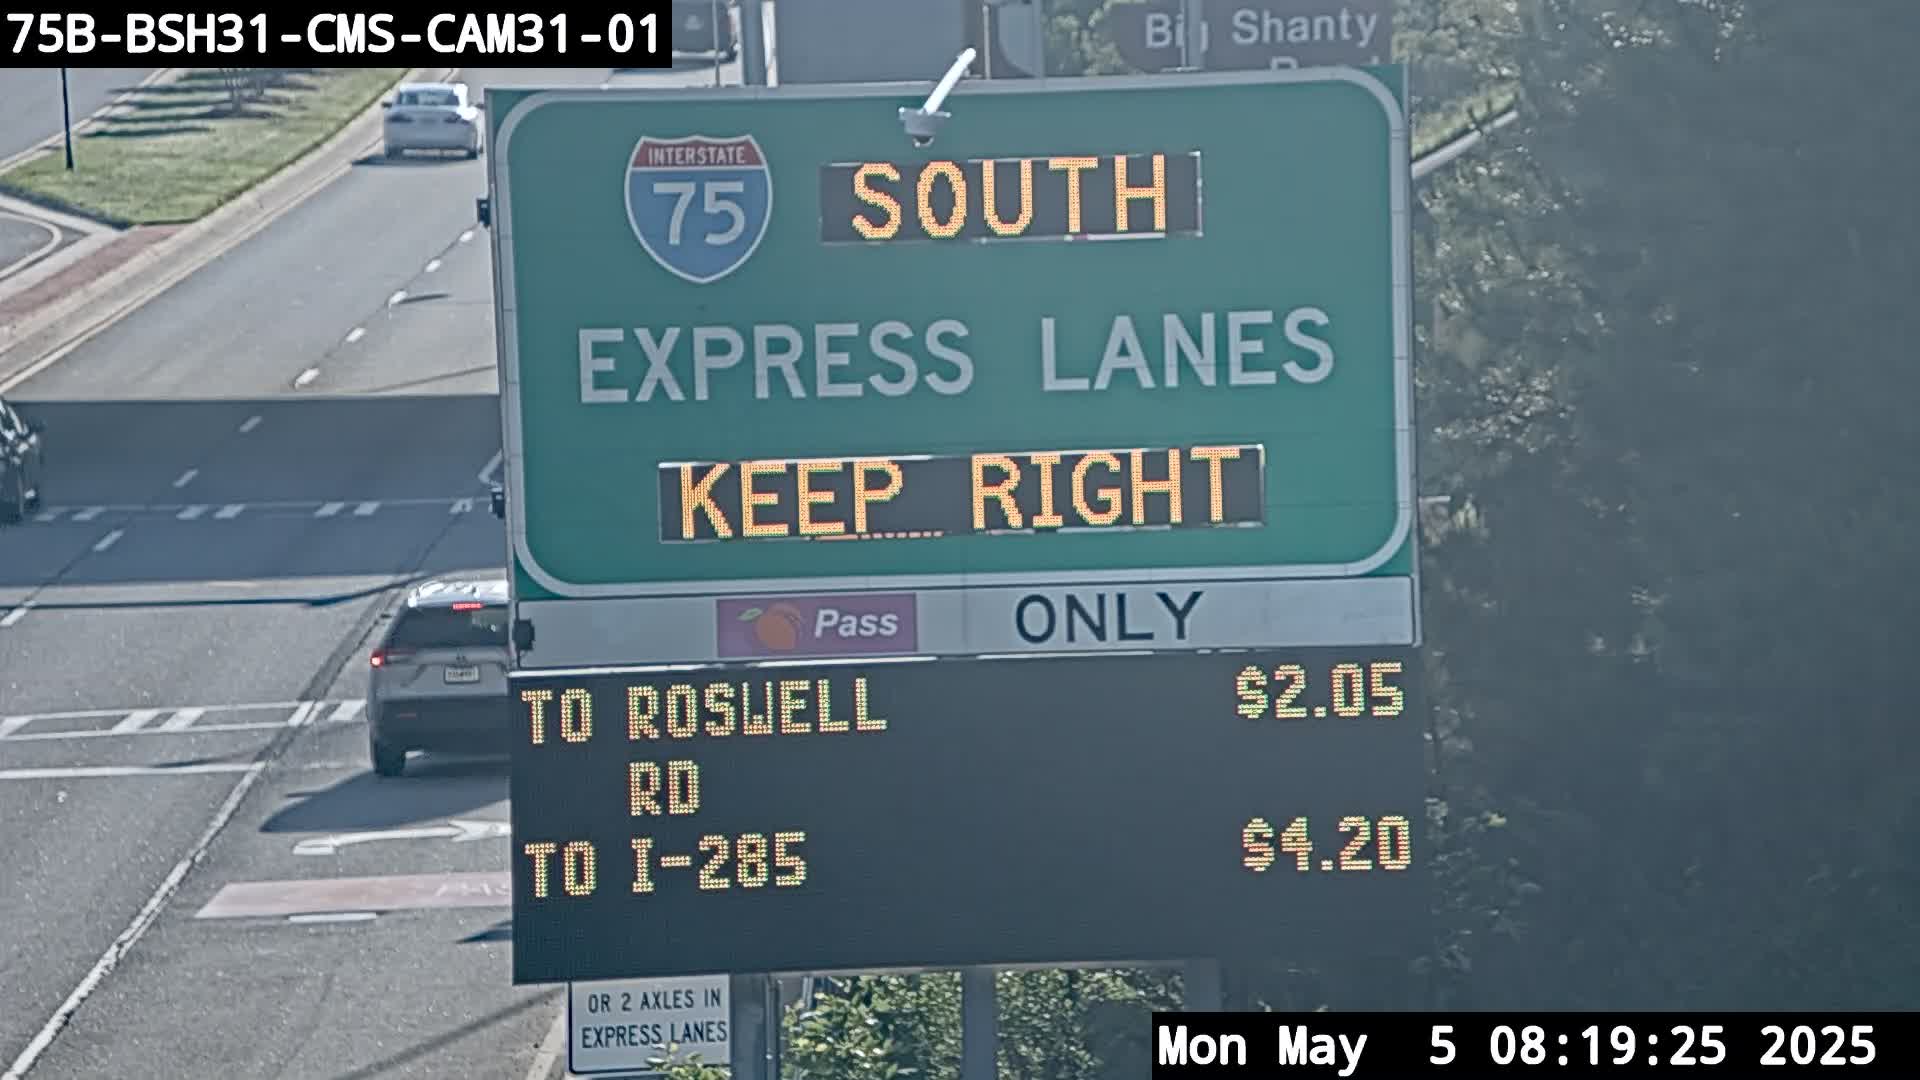 75B-BSH31-CMS-CAM31-01
Big Shanty
INTERSTATE
75
SOUTH
EXPRESS LANES
KEEP RIGHT
Pass
ONLY
TO ROSWELL $2.05
RD
TO I-285 $4.20
OR 2 AXLES IN
EXPRESS LANES
Mon May 5 08:19:25 2025